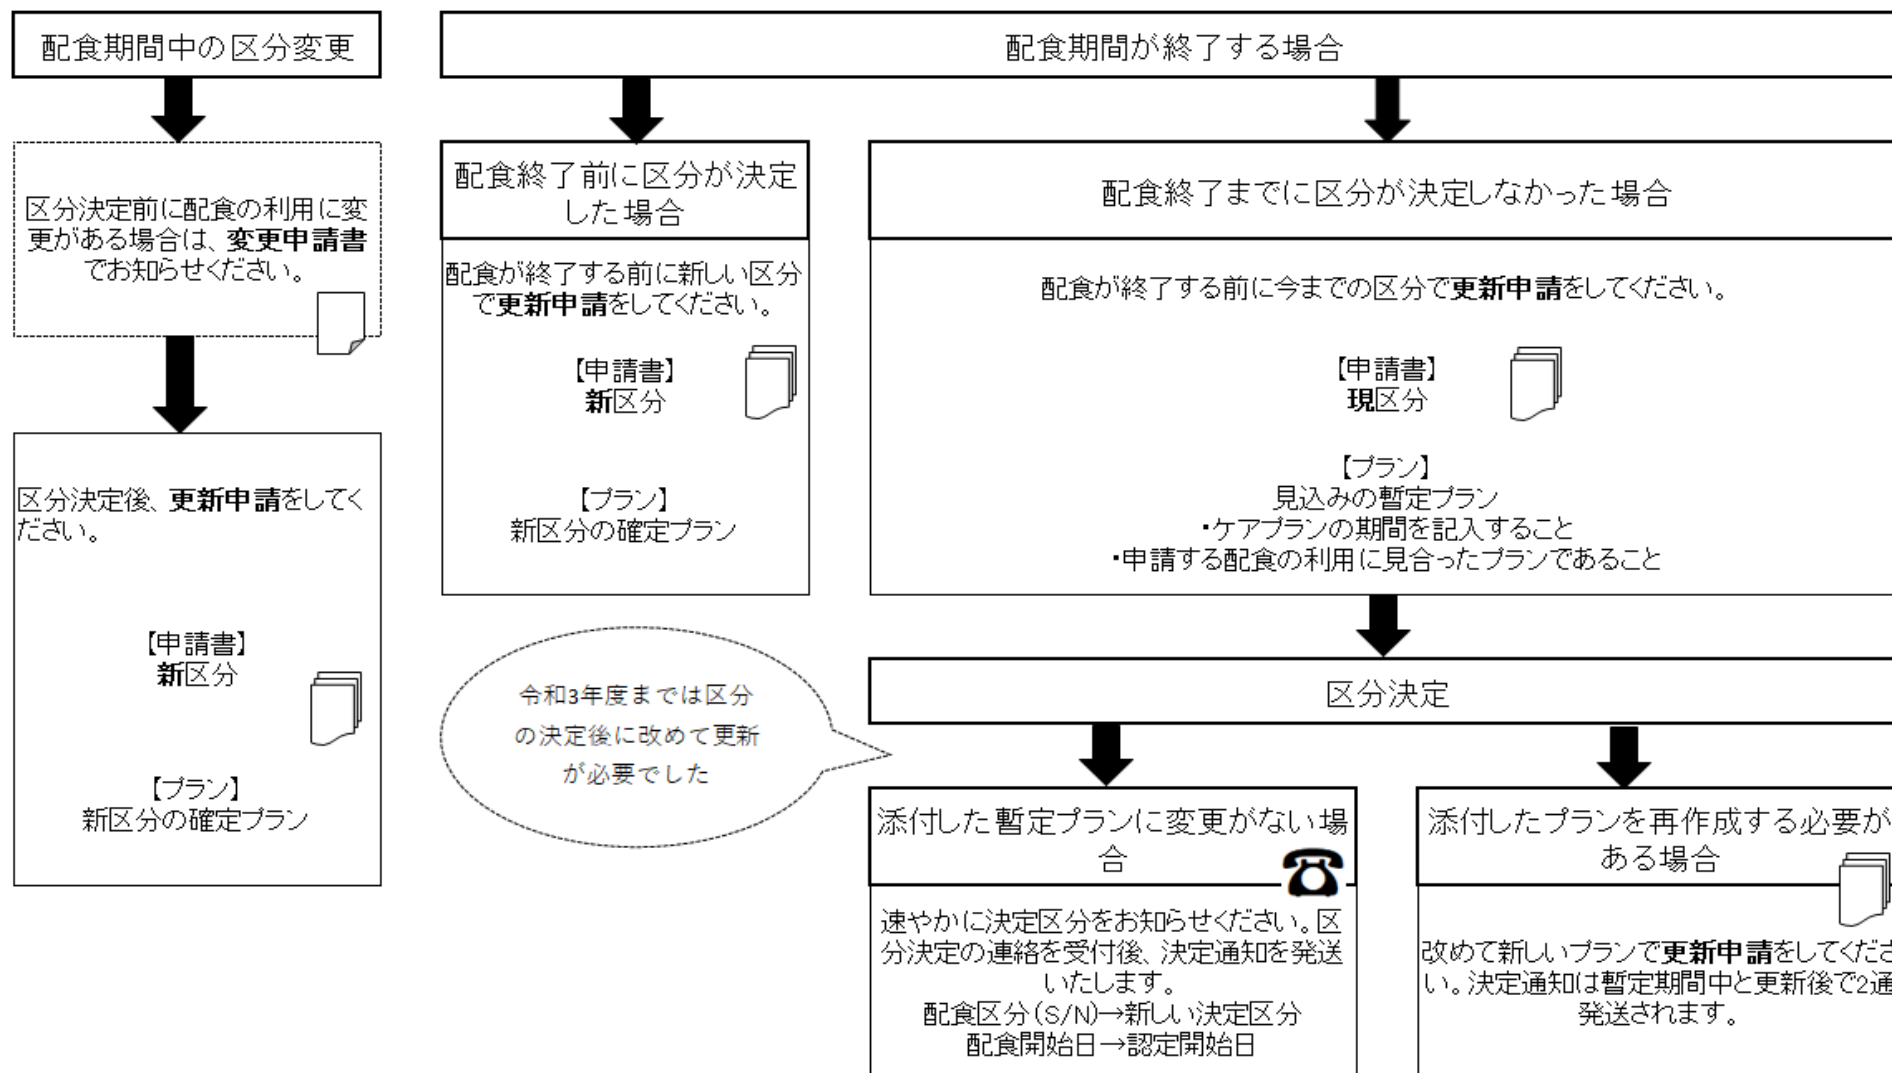 配食期間中の区分変更
区分決定前に配食の利用に変
更がある場合は、変更申請書
でお知らせください。
区分決定後、更新申請をしてく
ださい。
【申請書】
新区分
【プラン】
新区分の確定プラン
配食期間が終了する場合
配食終了前に区分が決定
した場合
配食が終了する前に新しい区分
で更新申請をしてください。
【申請書】
新区分
【プラン】
新区分の確定プラン
配食終了までに区分が決定しなかった場合
配食が終了する前に今までの区分で更新申請をしてください。
【申請書】
現区分
【プラン】
見込みの暫定プラン
・ケアプランの期間を記入すること
・申請する配食の利用に見合ったプランであること
令和3年度までは区分
の決定後に改めて更新
が必要でした
区分決定
添付した暫定プランに変更がない場
合
速やかに決定区分をお知らせください。区
分決定の連絡を受付後、決定通知を発送
いたします。
配食区分(S/N)→新しい決定区分
配食開始日→認定開始日
添付したプランを再作成する必要が
ある場合
改めて新しいプランで更新申請をしてくださ
い。決定通知は暫定期間中と更新後で2通
発送されます。